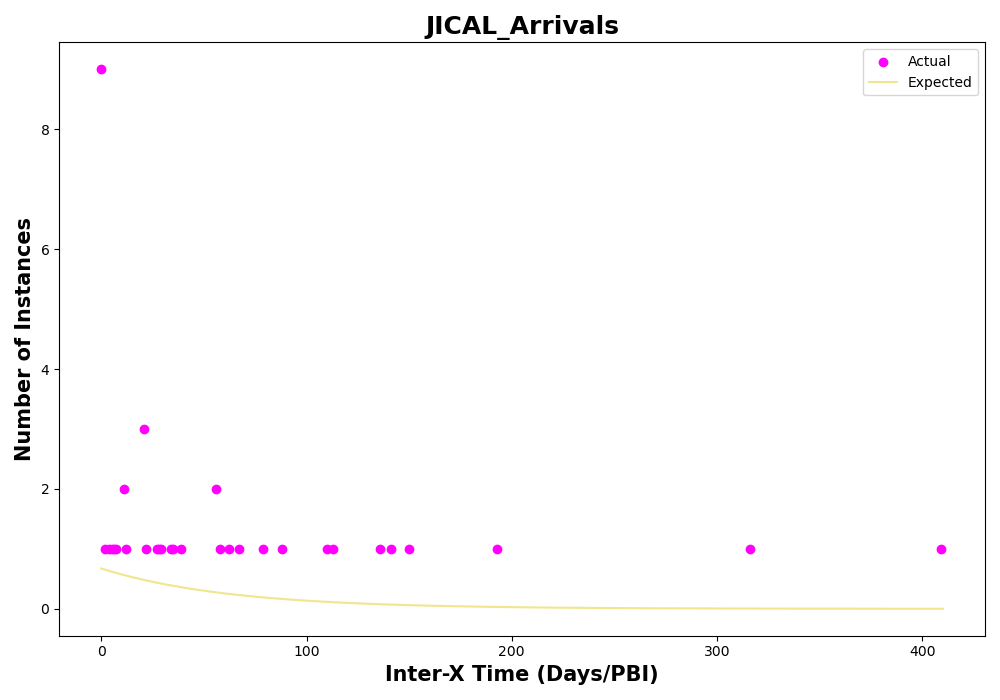 JICAL_Arrivals
Actual
Expected
Number of Instances
8
6
4
2
0
0
100
200
300
400
Inter-X Time (Days/PBI)